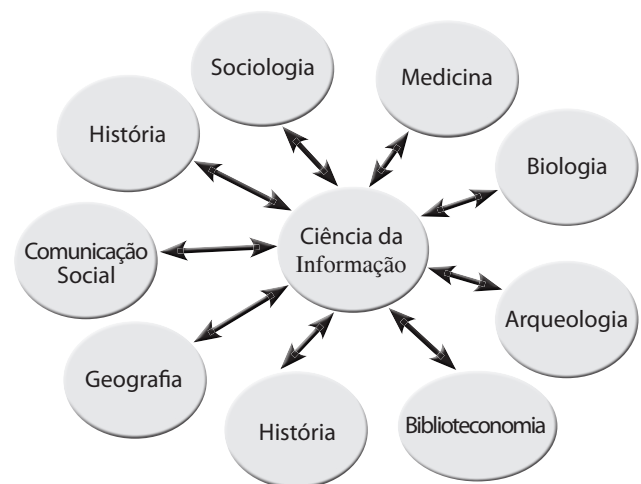 Sociologia
Medicina
História
Biologia
Ciência da
Informação
Comunicação
Social
Arqueologia
Geografia
História
Biblioteconomia